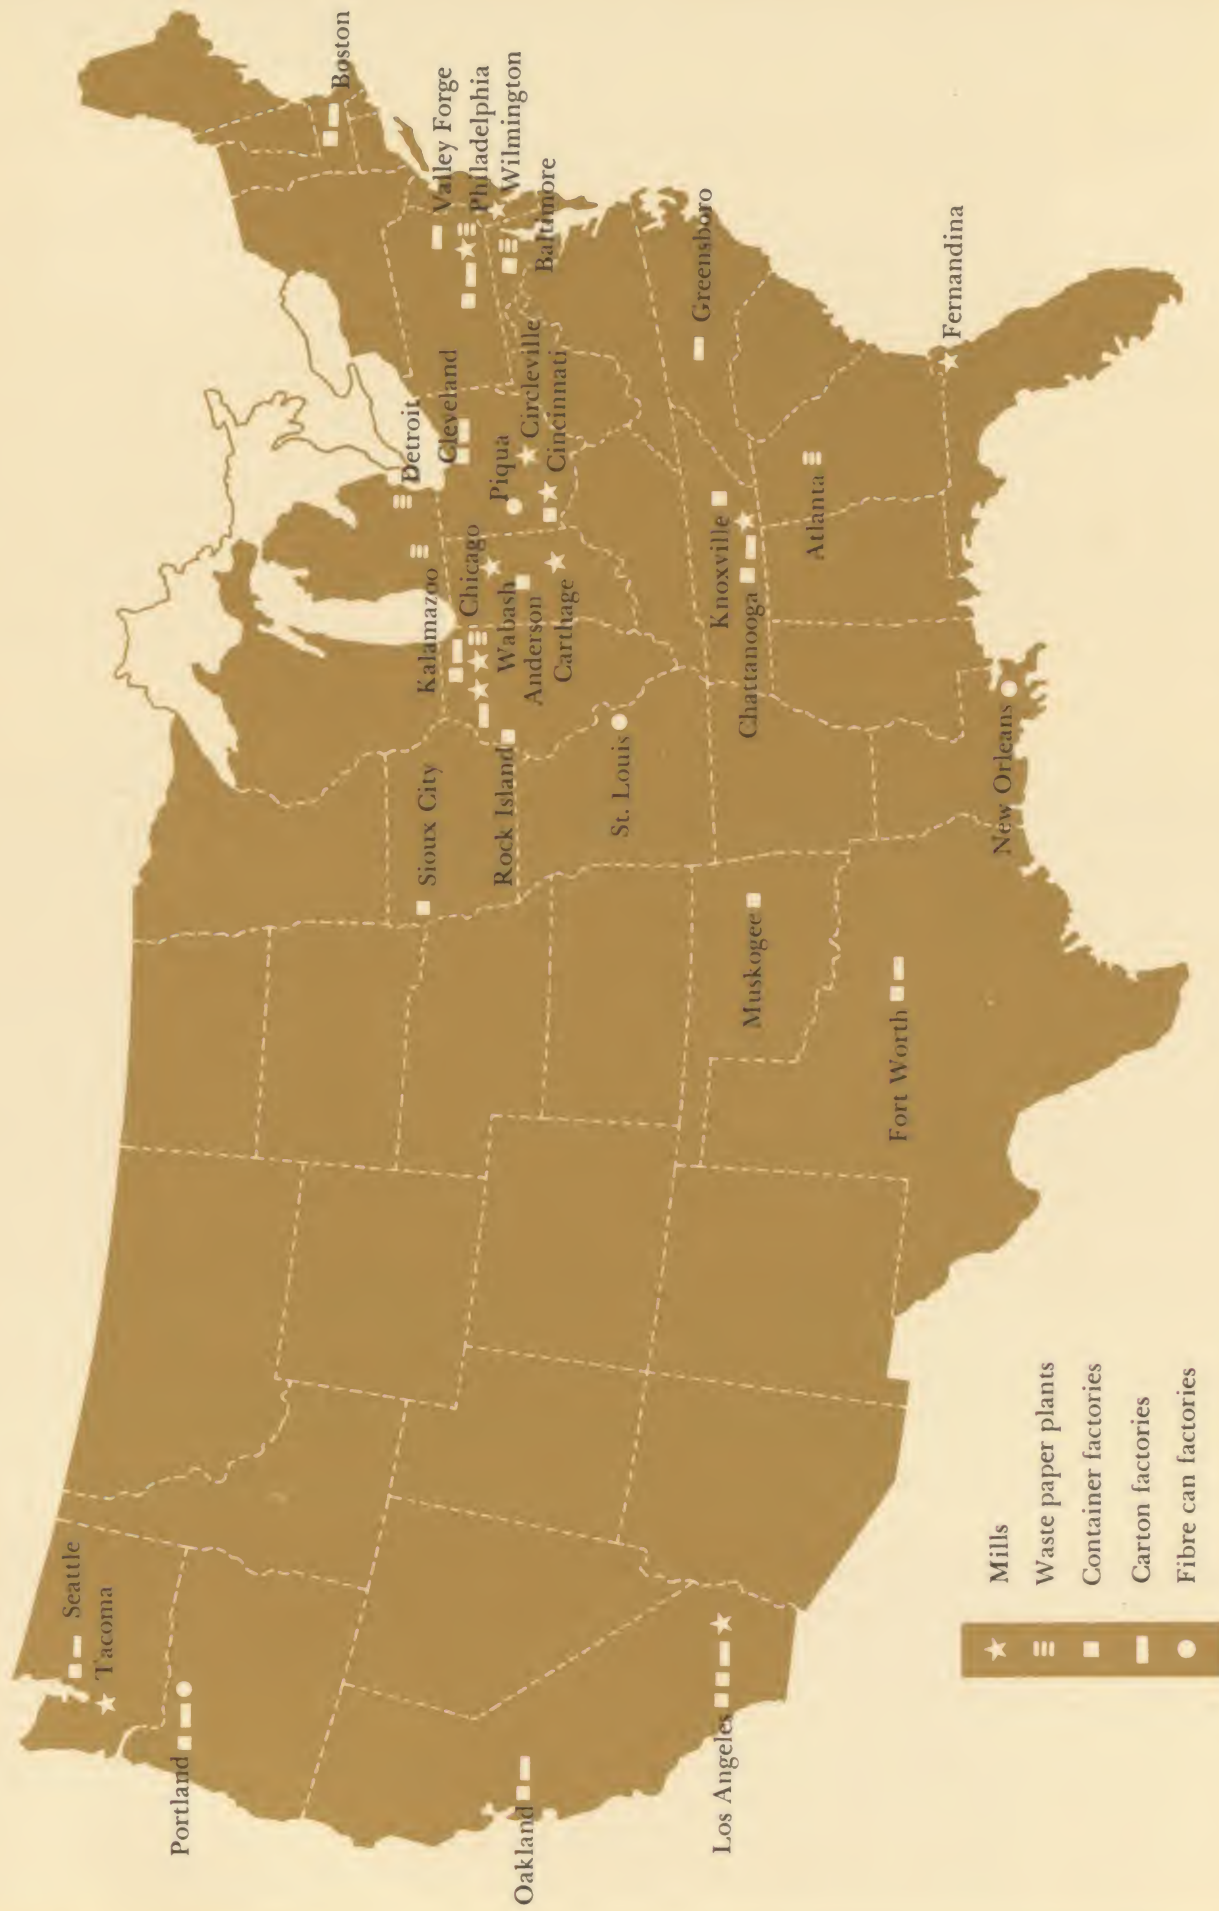 Seattle
Tacoma
Portland
Oakland
Los Angeles
Sioux City
Rock Island
St. Louis
Muskogee
Fort Worth
New Orleans
Kalamazoo
Chicago
Wabash
Anderson
Carthage
Detroit
Cleveland
Piqua
Circleville
Cincinnati
Knoxville
Chattanooga
Atlanta
Boston
Valley Forge
Philadelphia
Wilmington
Baltimore
Greensboro
Fernandina
Mills
Waste paper plants
Container factories
Carton factories
Fibre can factories